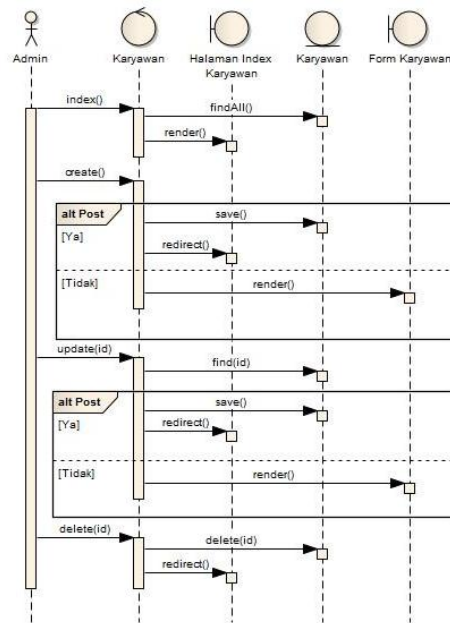 Admin
Karyawan
Halaman Index
Karyawan
Karyawan
Form Karyawan
index()
findAll()
render()
create()
alt Post
save()
[Ya]
redirect()
[Tidak]
render()
update(id)
find(id)
alt Post
save()
[Ya]
redirect()
[Tidak]
render()
delete(id)
delete(id)
redirect()